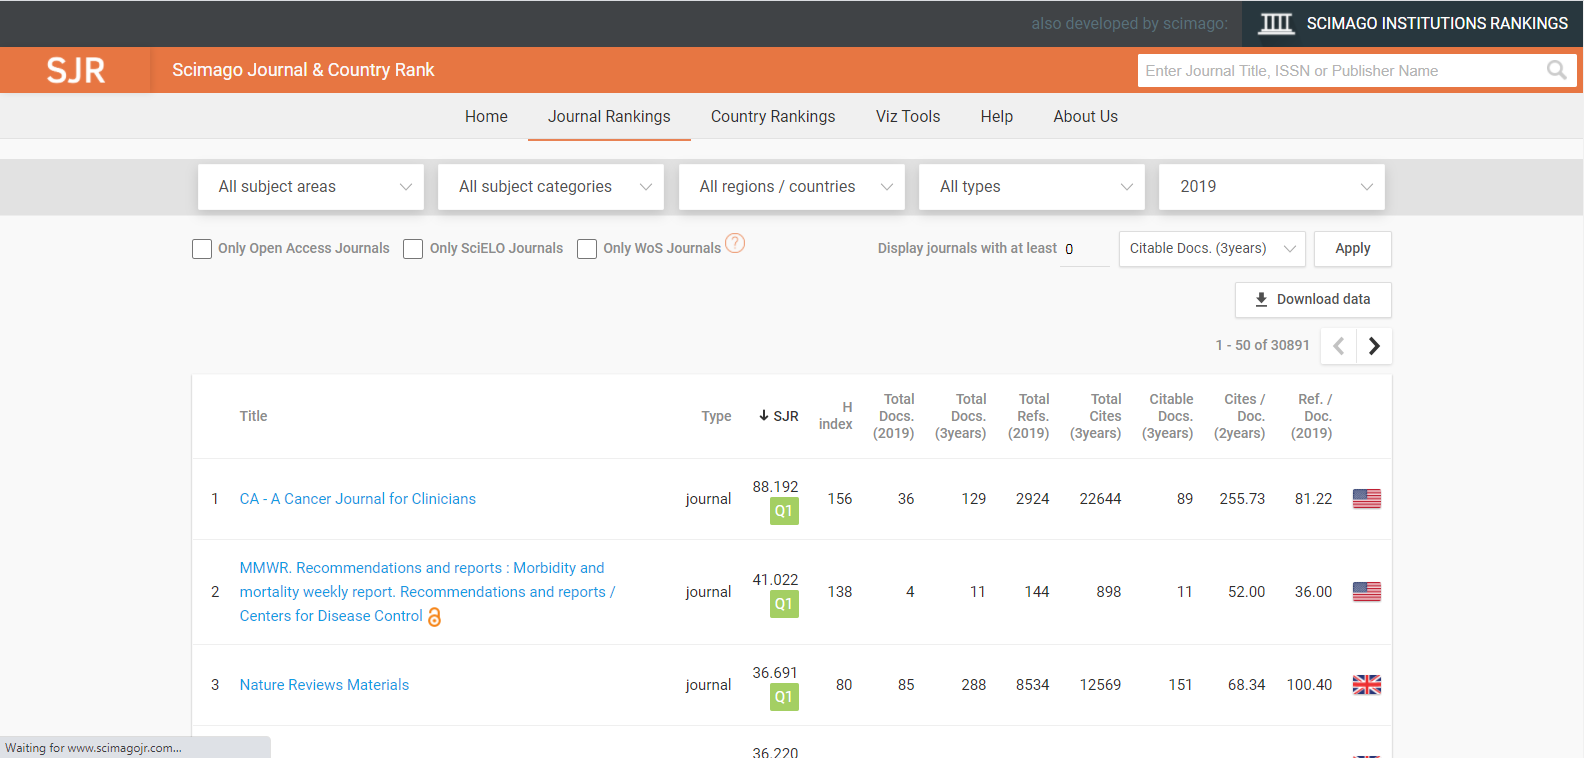 also developed by scimago:
SCIMAGO INSTITUTIONS RANKINGS
SJR
Scimago Journal & Country Rank
Enter Journal Title, ISSN or Publisher Name
Home
Journal Rankings
Country Rankings
Viz Tools
Help
About Us
All subject areas
All subject categories
All regions / countries
All types
2019
Only Open Access Journals
Only SciELO Journals
Only WoS Journals
?
Display journals with at least
0
Citable Docs. (3years)
Apply
Download data
1 - 50 of 30891
Title
Type
SJR
H
index
Total
Docs.
(2019)
Total
Docs.
(3years)
Total
Refs.
(2019)
Total
Cites
(3years)
Citable
Docs.
(3years)
Cites /
Doc.
(2years)
Ref. /
Doc.
(2019)
1
CA - A Cancer Journal for Clinicians
journal
88.192
Q1
156
36
129
2924
22644
89
255.73
81.22
2
MMWR. Recommendations and reports : Morbidity and
mortality weekly report. Recommendations and reports /
Centers for Disease Control
journal
41.022
Q1
138
4
11
144
898
11
52.00
36.00
3
Nature Reviews Materials
journal
36.691
Q1
80
85
288
8534
12569
151
68.34
100.40
36.220
Waiting for www.scimagojr.com...